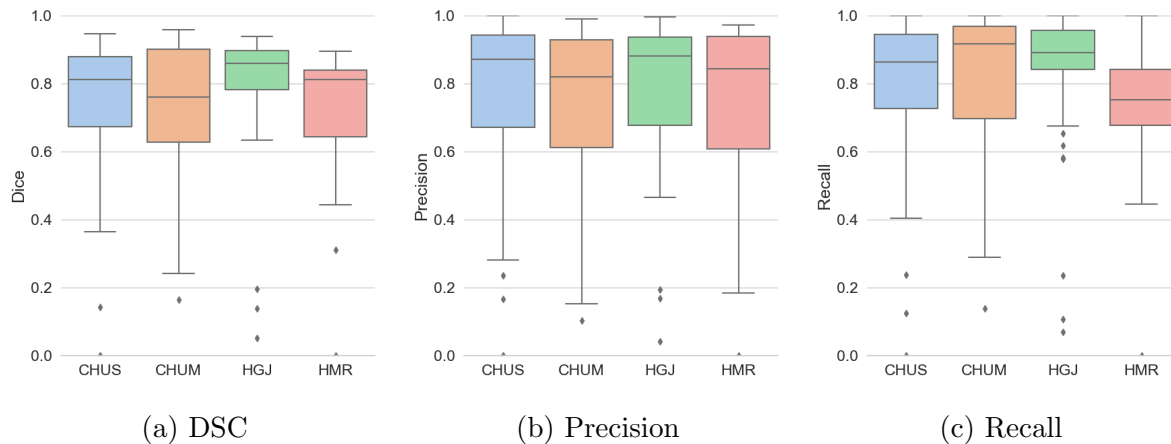 1.0
0.8
0.6
0.4
0.2
0.0
Dice
CHUS CHUM HGJ HMR
(a) DSC
1.0
0.8
0.6
0.4
0.2
0.0
Precision
CHUS CHUM HGJ HMR
(b) Precision
1.0
0.8
0.6
0.4
0.2
0.0
Recall
CHUS CHUM HGJ HMR
(c) Recall